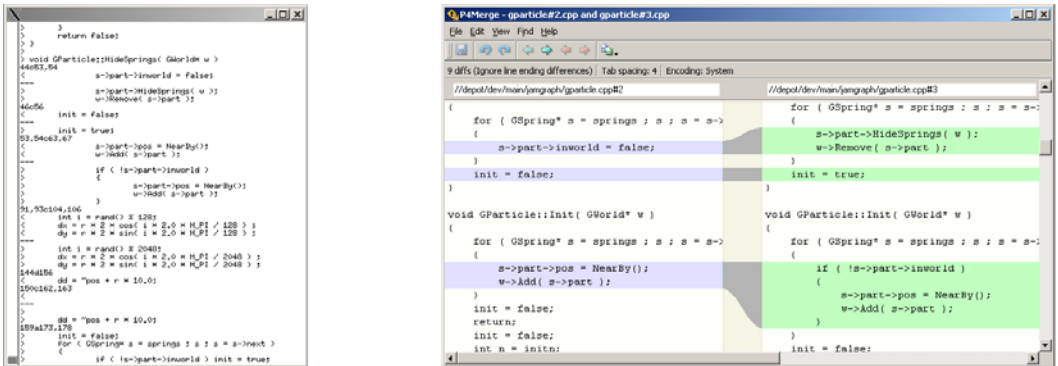 >         }
>         return false;
> }
>
> void GParticle::HideSprings( GWorld* w )
44c53,54
<                 s->part->inworld = false;
---
>                 s->part->HideSprings( w );
>                 w->Remove( s->part );
46c56
<         init = false;
---
>         init = true;
53,54c63,67
<                 s->part->pos = NearBy();
<                 w->Add( s->part );
---
>                 if ( !s->part->inworld )
>                 {
>                         s->part->pos = NearBy();
>                         w->Add( s->part );
>                 }
91,93c104,106
<         int i = rand() % 128;
<         dx = r * 2 * cos( i * 2.0 * M_PI / 128 ) ;
<         dy = r * 2 * sin( i * 2.0 * M_PI / 128 ) ;
---
>         int i = rand() % 2048;
>         dx = r * 2 * cos( i * 2.0 * M_PI / 2048 ) ;
>         dy = r * 2 * sin( i * 2.0 * M_PI / 2048 ) ;
144d156
<         dd = ~pos + r * 10.0;
150c162,163
<
---
>
>         dd = ~pos + r * 10.0;
159a173,178
>         init = false;
>         for ( GSpring* s = springs ; s ; s = s->next )
>         {
>                 if ( !s->part->inworld ) init = true;
P4Merge - gparticle#2.cpp and gparticle#3.cpp
File Edit View Find Help
9 diffs (Ignore line ending differences) Tab spacing: 4 Encoding: System
//depot/dev/main/jamgraph/gparticle.cpp#2
{
    for ( GSpring* s = springs ; s ; s = s->
    {
        s->part->inworld = false;
    }
    init = false;
}
void GParticle::Init( GWorld* w )
{
    for ( GSpring* s = springs ; s ; s = s->
    {
        s->part->pos = NearBy();
        w->Add( s->part );
    }
    init = false;
    return;
    init = false;
    int n = initn;
//depot/dev/main/jamgraph/gparticle.cpp#3
    for ( GSpring* s = springs ; s ; s = s->
    {
        s->part->HideSprings( w );
        w->Remove( s->part );
    }
    init = true;
}
void GParticle::Init( GWorld* w )
{
    for ( GSpring* s = springs ; s ; s = s->
    {
        if ( !s->part->inworld )
        {
            s->part->pos = NearBy();
            w->Add( s->part );
        }
    }
    init = false;